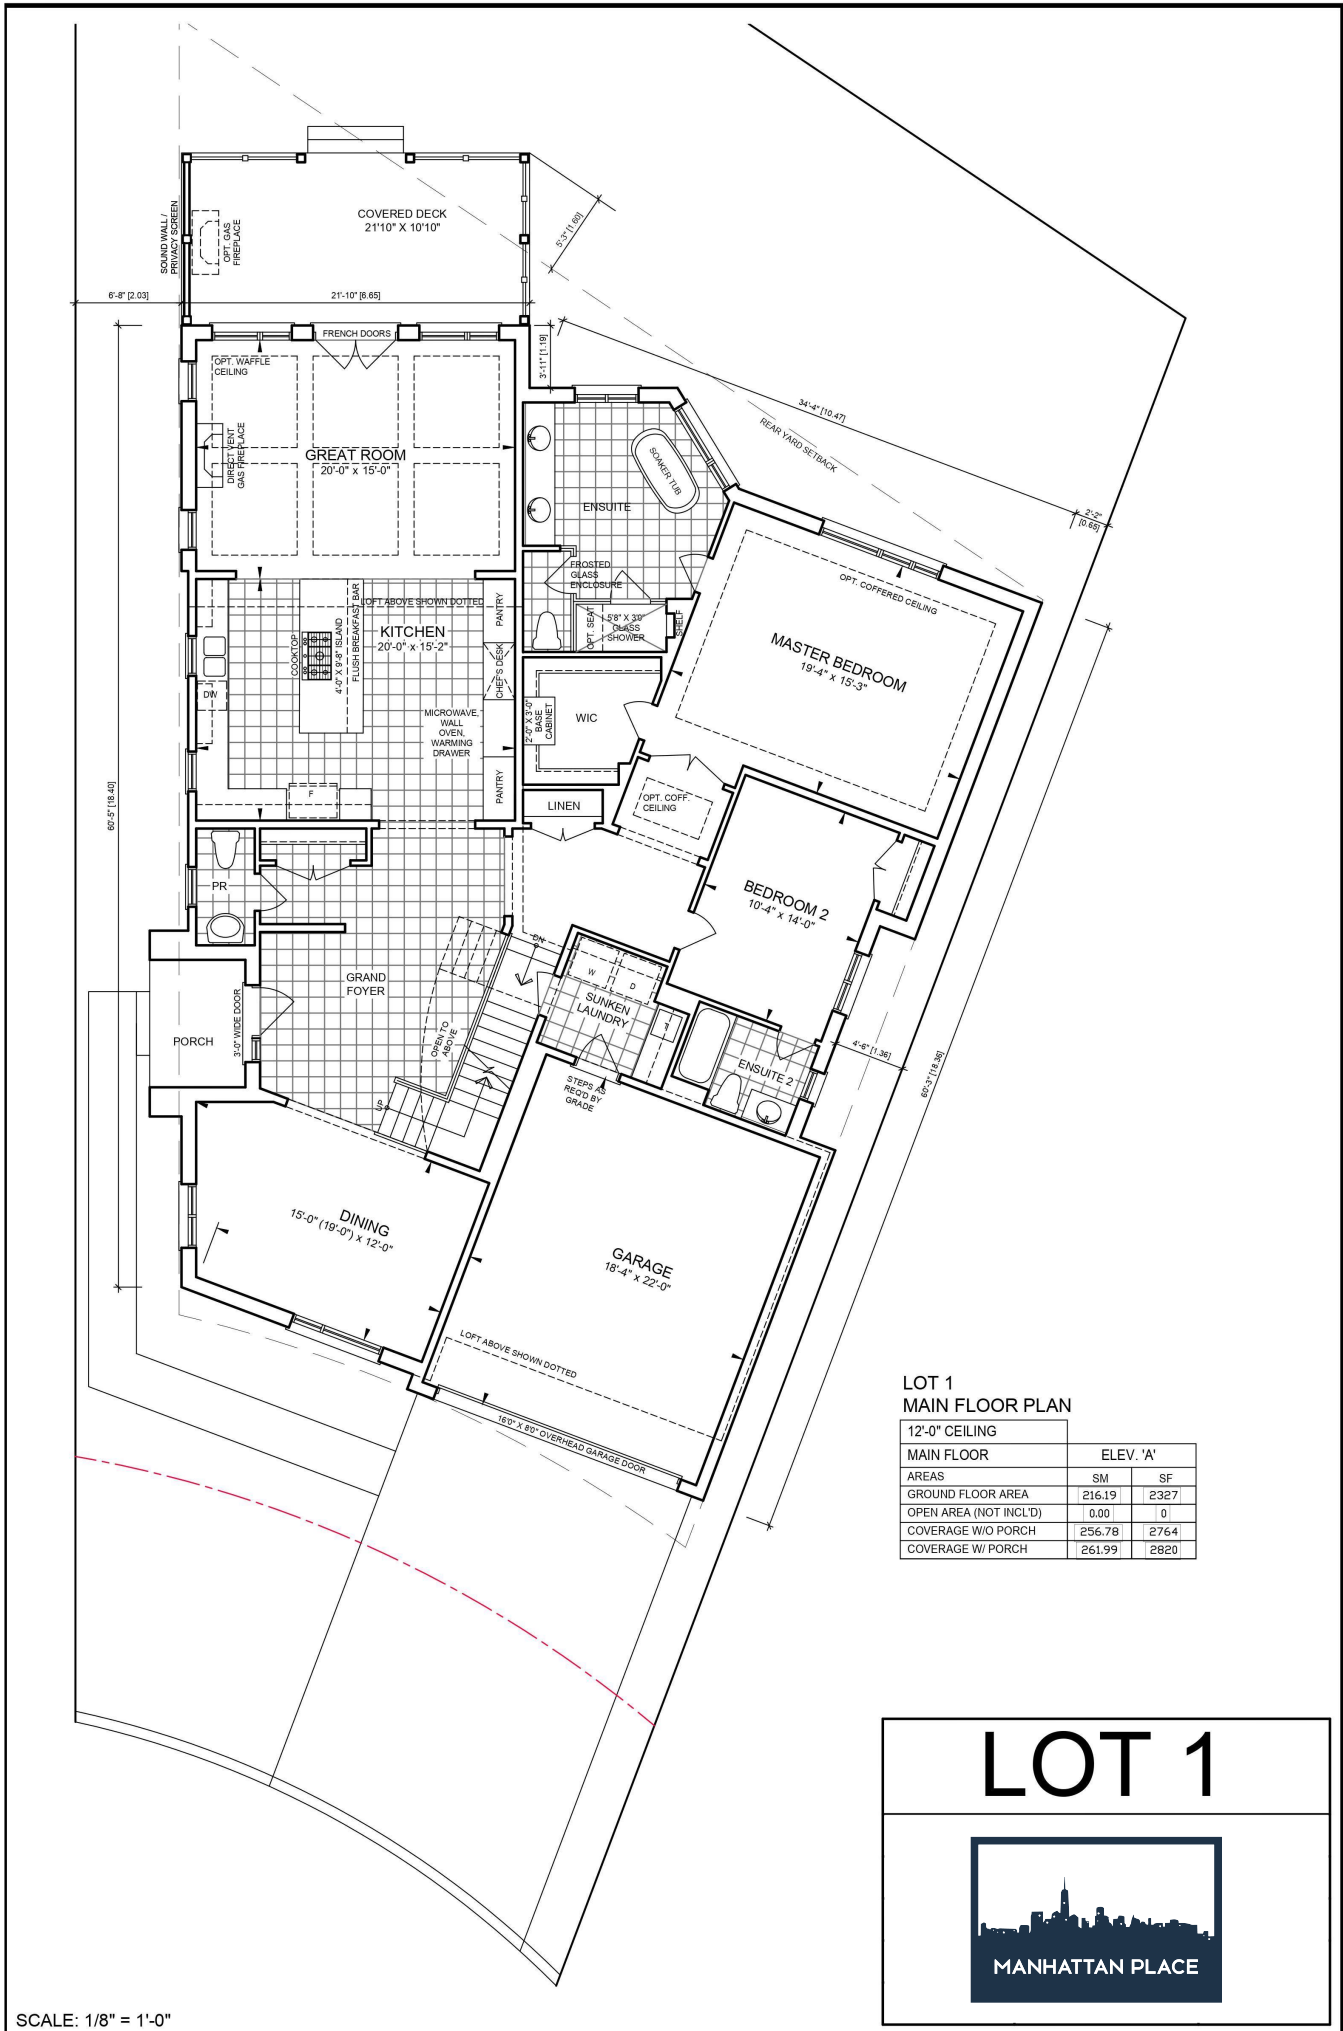 COVERED DECK
21'10" X 10'10"
SOUND WALL /
PRIVACY SCREEN
OPT. GAS
FIREPLACE
5'-3" [1.60]
6'-8" [2.03]
21'-10" [6.65]
FRENCH DOORS
3'-11" [1.19]
OPT. WAFFLE
CEILING
34'-4" [10.47]
REAR YARD SETBACK
DIRECT VENT
GAS FIREPLACE
GREAT ROOM
20'-0" x 15'-0"
SOAKER TUB
ENSUITE
2'-2"
[0.65]
FROSTED
GLASS
ENCLOSURE
OPT. COFFERED CEILING
LOFT ABOVE SHOWN DOTTED
PANTRY
OPT. SEAT
5'8" X 3'0"
GLASS
SHOWER
SHELF
KITCHEN
20'-0" x 15'-2"
COOKTOP
4'-0" X 9'-8" ISLAND
FLUSH BREAKFAST BAR
CHEF'S DESK
MASTER BEDROOM
19'-4" x 15'-3"
DW
MICROWAVE,
WALL
OVEN,
WARMING
DRAWER
2'-0" X 3'-0"
BASE
CABINET
WIC
60'-5" [18.40]
F
PANTRY
LINEN
OPT. COFF.
CEILING
PR
BEDROOM 2
10'-4" x 14'-0"
DN
GRAND
FOYER
W
D
SUNKEN
LAUNDRY
PORCH
3'-0" WIDE DOOR
OPEN TO
ABOVE
4'-6" [1.36]
ENSUITE 2
60'-3" [18.36]
STEPS AS
REQ'D BY
GRADE
UP
DINING
15'-0" (19'-0") x 12'-0"
GARAGE
18'-4" x 22'-0"
LOFT ABOVE SHOWN DOTTED
16'0" X 8'0" OVERHEAD GARAGE DOOR
LOT 1
MAIN FLOOR PLAN
12'-0" CEILING
MAIN FLOOR ELEV. 'A'
AREAS SM SF
GROUND FLOOR AREA 216.19 2327
OPEN AREA (NOT INCL'D) 0.00 0
COVERAGE W/O PORCH 256.78 2764
COVERAGE W/ PORCH 261.99 2820
LOT 1
MANHATTAN PLACE
SCALE: 1/8" = 1'-0"